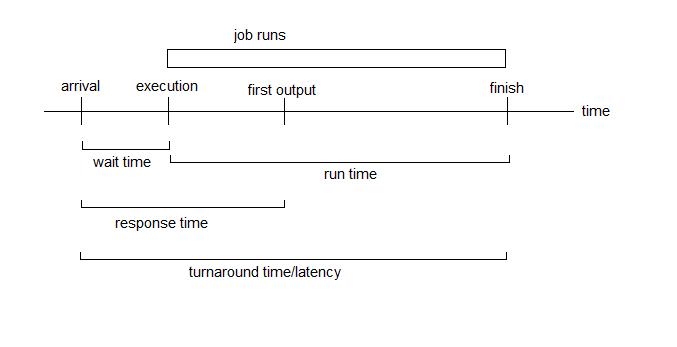 job runs
arrival
execution
first output
finish
time
wait time
run time
response time
turnaround time/latency